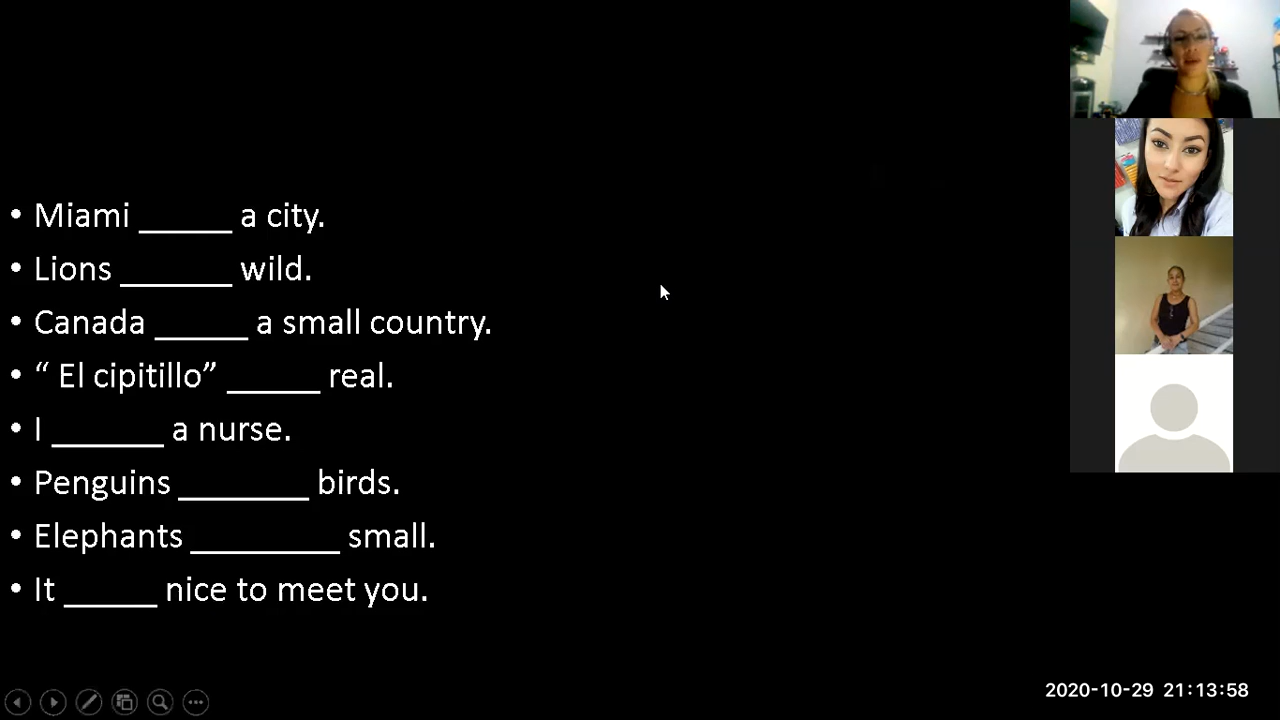 • Miami ______ a city.
• Lions _______ wild.
• Canada ______ a small country.
• “ El cipitillo” ______ real.
• I _______ a nurse.
• Penguins ________ birds.
• Elephants _________ small.
• It ______ nice to meet you.
2020-10-29 21:13:58